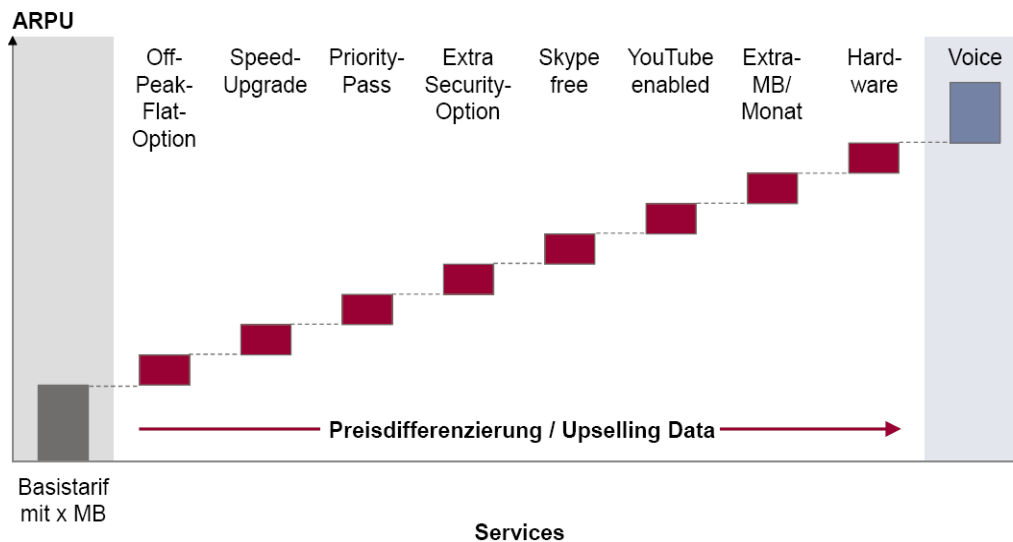 ARPU
Off-
Peak-
Flat-
Option
Speed-
Upgrade
Priority-
Pass
Extra
Security-
Option
Skype
free
YouTube
enabled
Extra-
MB/
Monat
Hard-
ware
Voice
Preisdifferenzierung / Upselling Data
Basistarif
mit x MB
Services